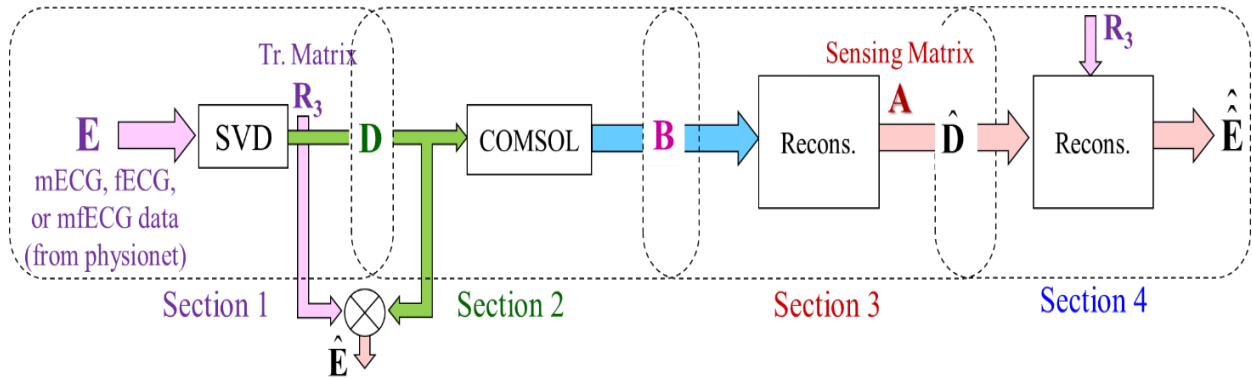 E
mECG, fECG,
or mfECG data
(from physionet)
SVD
Tr. Matrix
R₃
D
Ê
COMSOL
B
Recons.
Sensing Matrix
A
D̂
R₃
Recons.
Ê̂
Section 1
Section 2
Section 3
Section 4